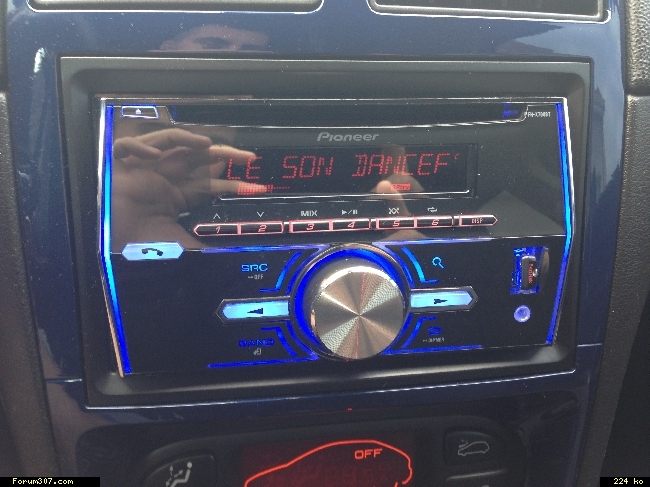 Pioneer
LE SON DANCEF
MIX
1 2 3 4 5 6 DISP
SRC
OFF
OFF
Forum307.com
224 ko